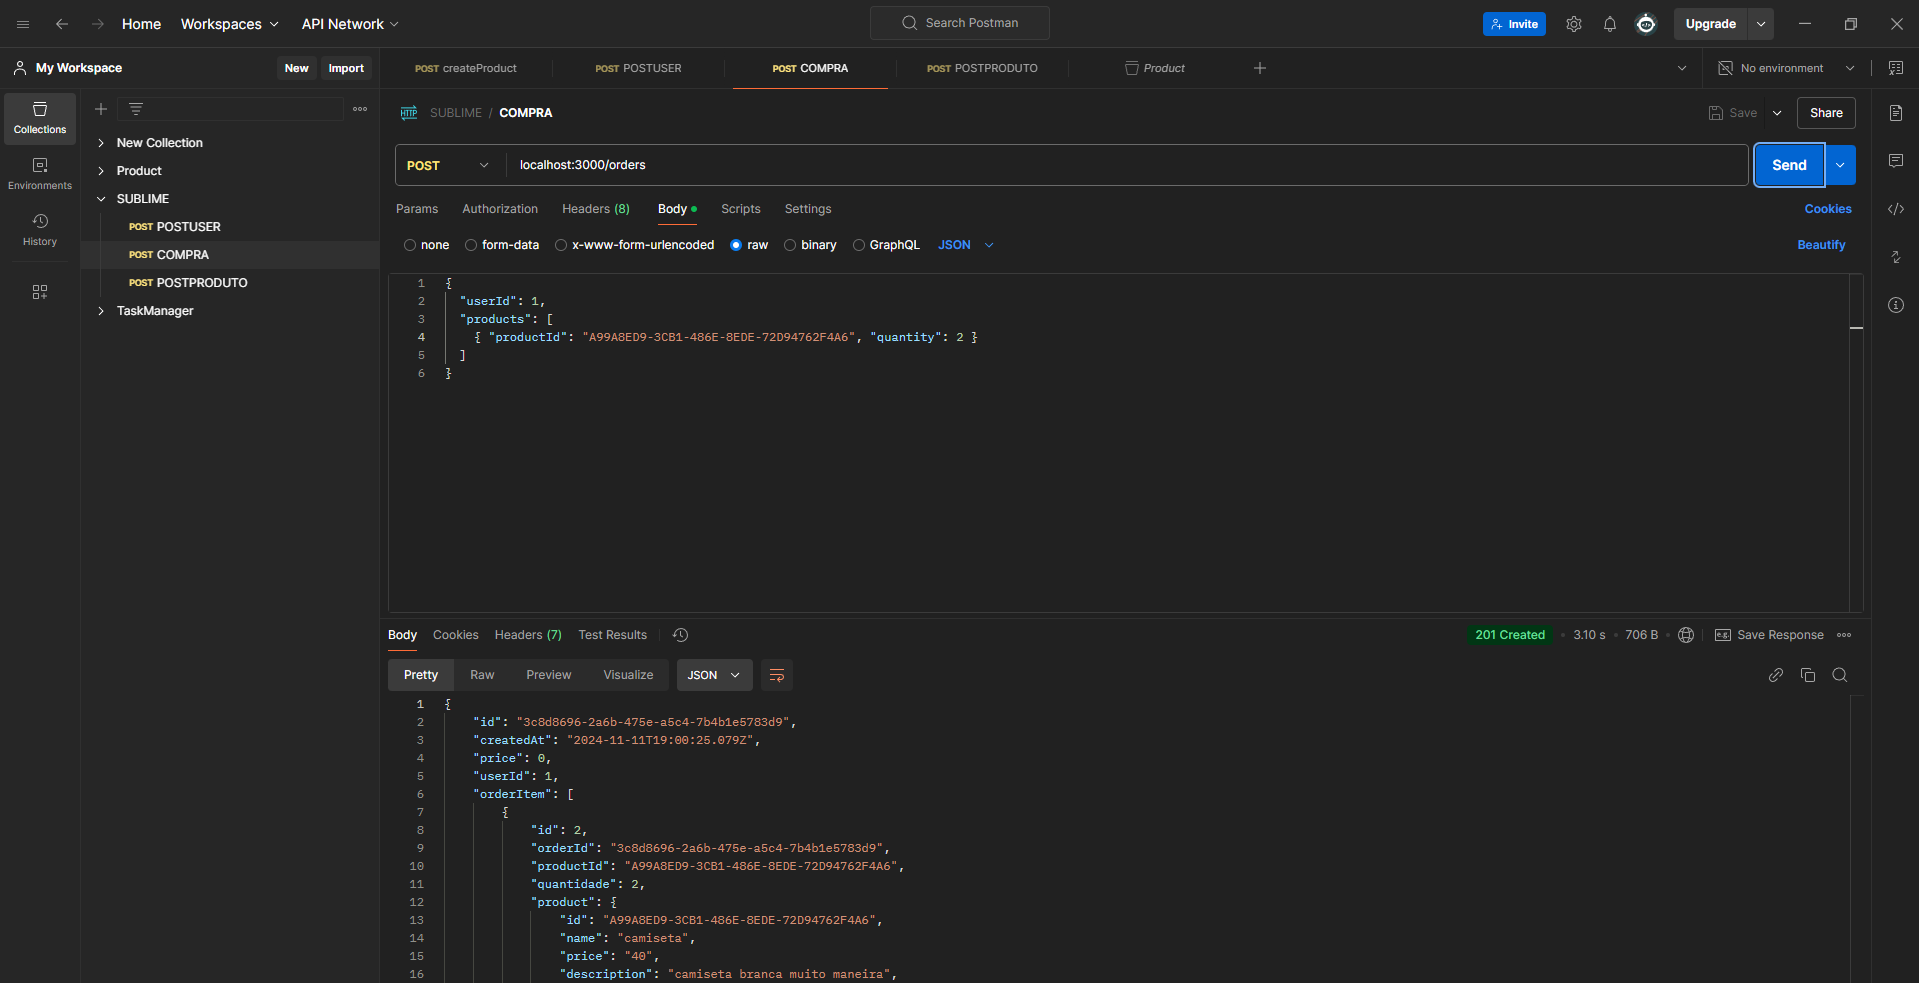 Home Workspaces API Network Search Postman Invite Upgrade
My Workspace New Import POST createProduct POST POSTUSER POST COMPRA POST POSTPRODUTO Product No environment
Collections
Environments
History
New Collection
Product
SUBLIME
POST POSTUSER
POST COMPRA
POST POSTPRODUTO
TaskManager
HTTP SUBLIME / COMPRA Save Share
POST localhost:3000/orders Send
Params Authorization Headers (8) Body Scripts Settings Cookies
none form-data x-www-form-urlencoded raw binary GraphQL JSON Beautify
1 {
2 "userId": 1,
3 "products": [
4 { "productId": "A99A8ED9-3CB1-486E-8EDE-72D94762F4A6", "quantity": 2 }
5 ]
6 }
Body Cookies Headers (7) Test Results 201 Created • 3.10 s • 706 B • e.g. Save Response
Pretty Raw Preview Visualize JSON
1 {
2 "id": "3c8d8696-2a6b-475e-a5c4-7b4b1e5783d9",
3 "createdAt": "2024-11-11T19:00:25.079Z",
4 "price": 0,
5 "userId": 1,
6 "orderItem": [
7 {
8 "id": 2,
9 "orderId": "3c8d8696-2a6b-475e-a5c4-7b4b1e5783d9",
10 "productId": "A99A8ED9-3CB1-486E-8EDE-72D94762F4A6",
11 "quantidade": 2,
12 "product": {
13 "id": "A99A8ED9-3CB1-486E-8EDE-72D94762F4A6",
14 "name": "camiseta",
15 "price": "40",
16 "description": "camiseta branca muito maneira",